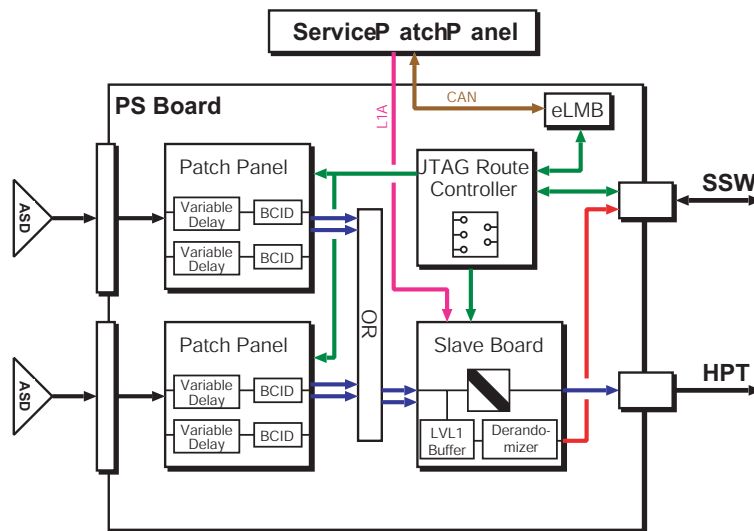 ServiceP atchP anel
PS Board
L1A
CAN
eLMB
Patch Panel
Variable
Delay
BCID
Variable
Delay
BCID
JTAG Route
Controller
SSW
ASD
OR
Patch Panel
Variable
Delay
BCID
Variable
Delay
BCID
Slave Board
LVL1
Buffer
Derando-
mizer
HPT
ASD